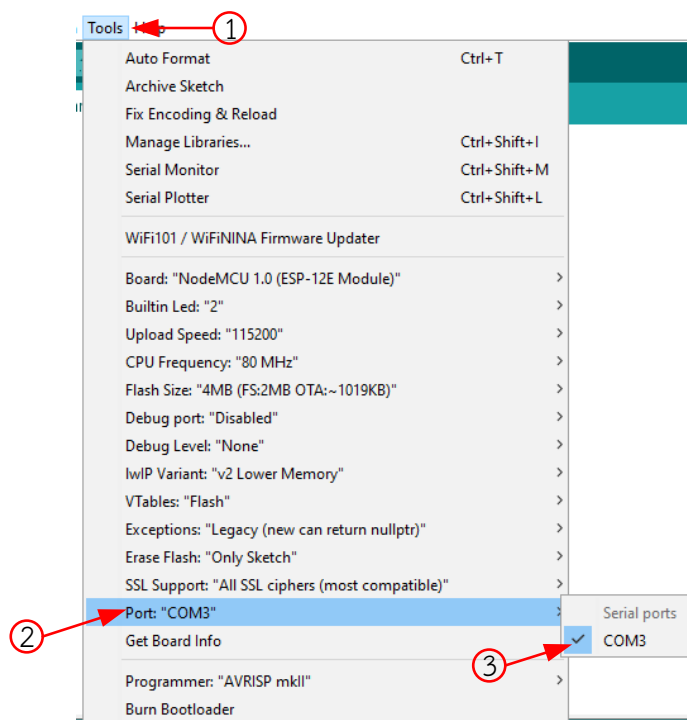 Tools
1
Auto Format Ctrl+T
Archive Sketch
Fix Encoding & Reload
Manage Libraries... Ctrl+Shift+I
Serial Monitor Ctrl+Shift+M
Serial Plotter Ctrl+Shift+L
WiFi101 / WiFiNINA Firmware Updater
Board: "NodeMCU 1.0 (ESP-12E Module)"
Builtin Led: "2"
Upload Speed: "115200"
CPU Frequency: "80 MHz"
Flash Size: "4MB (FS:2MB OTA:~1019KB)"
Debug port: "Disabled"
Debug Level: "None"
lwIP Variant: "v2 Lower Memory"
VTables: "Flash"
Exceptions: "Legacy (new can return nullptr)"
Erase Flash: "Only Sketch"
SSL Support: "All SSL ciphers (most compatible)"
2 Port: "COM3" Serial ports
Get Board Info 3 COM3
Programmer: "AVRISP mkII"
Burn Bootloader